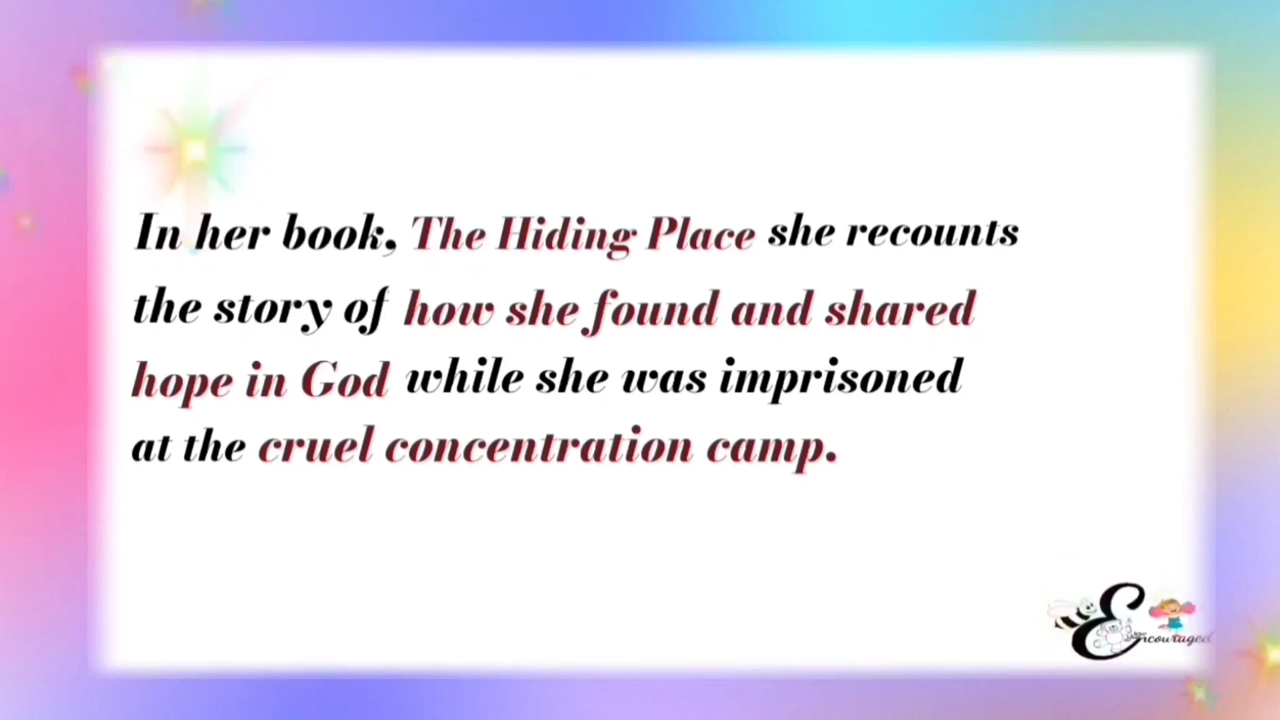 In her book, The Hiding Place she recounts
the story of how she found and shared
hope in God while she was imprisoned
at the cruel concentration camp.
Encouraged